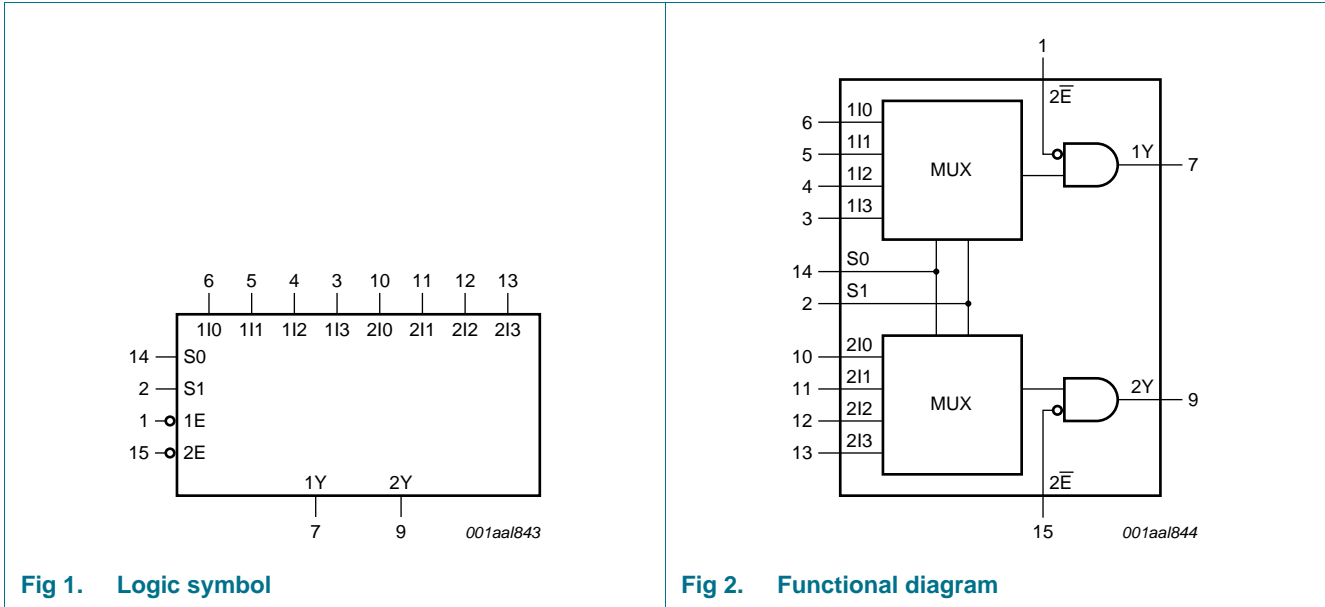 6 5 4 3 10 11 12 13
1I0 1I1 1I2 1I3 2I0 2I1 2I2 2I3
14 S0
2 S1
1 1E
15 2E
1Y 2Y
7 9
001aal843
Fig 1. Logic symbol
1
2E̅
6 1I0
5 1I1
4 1I2
3 1I3
MUX
1Y 7
14 S0
2 S1
10 2I0
11 2I1
12 2I2
13 2I3
MUX
2Y 9
2E̅
15
001aal844
Fig 2. Functional diagram